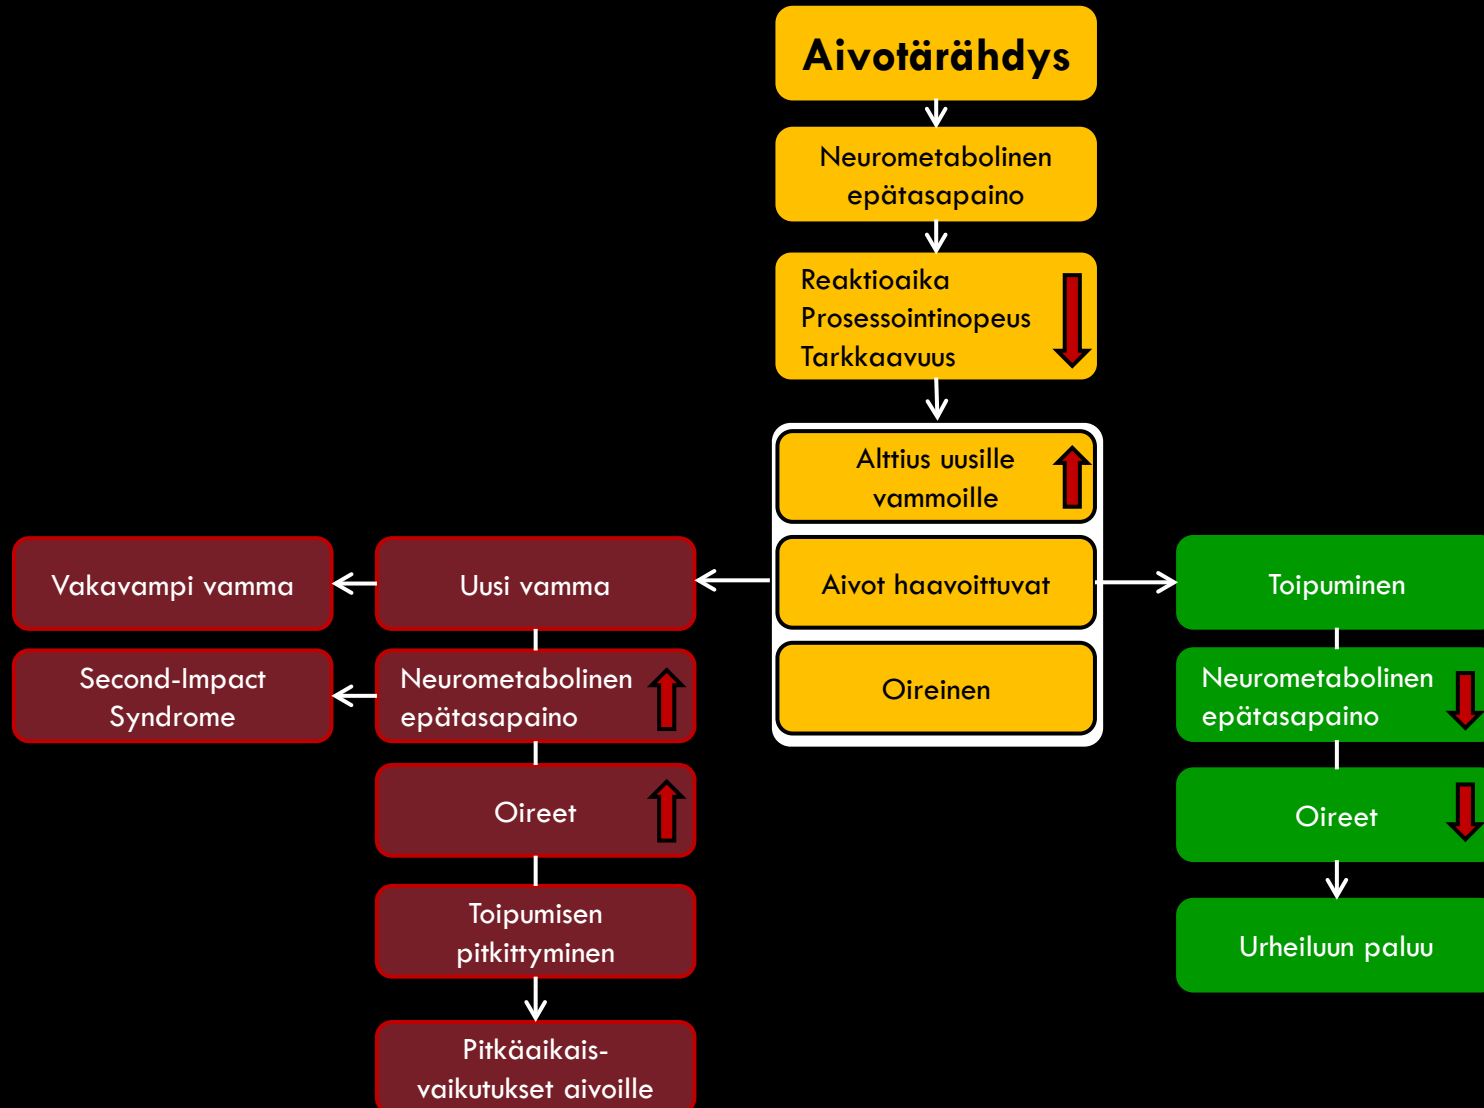 Aivotärähdys
Neurometabolinen
epätasapaino
Reaktioaika
Prosessointinopeus
Tarkkaavuus
Alttius uusille
vammoille
Aivot haavoittuvat
Oireinen
Uusi vamma
Vakavampi vamma
Neurometabolinen
epätasapaino
Second-Impact
Syndrome
Oireet
Toipumisen
pitkittyminen
Pitkäaikais-
vaikutukset aivoille
Toipuminen
Neurometabolinen
epätasapaino
Oireet
Urheiluun paluu